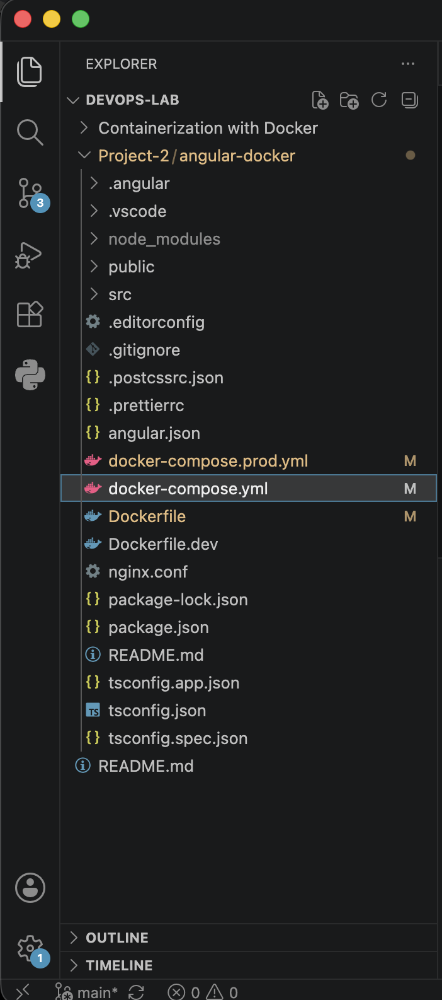 EXPLORER
DEVOPS-LAB
Containerization with Docker
Project-2/angular-docker
.angular
3
.vscode
node_modules
public
src
.editorconfig
.gitignore
{} .postcssrc.json
{} .prettierrc
{} angular.json
docker-compose.prod.yml M
docker-compose.yml M
Dockerfile M
Dockerfile.dev
nginx.conf
{} package-lock.json
{} package.json
README.md
{} tsconfig.app.json
TS tsconfig.json
{} tsconfig.spec.json
README.md
OUTLINE
1
TIMELINE
main* 0 0